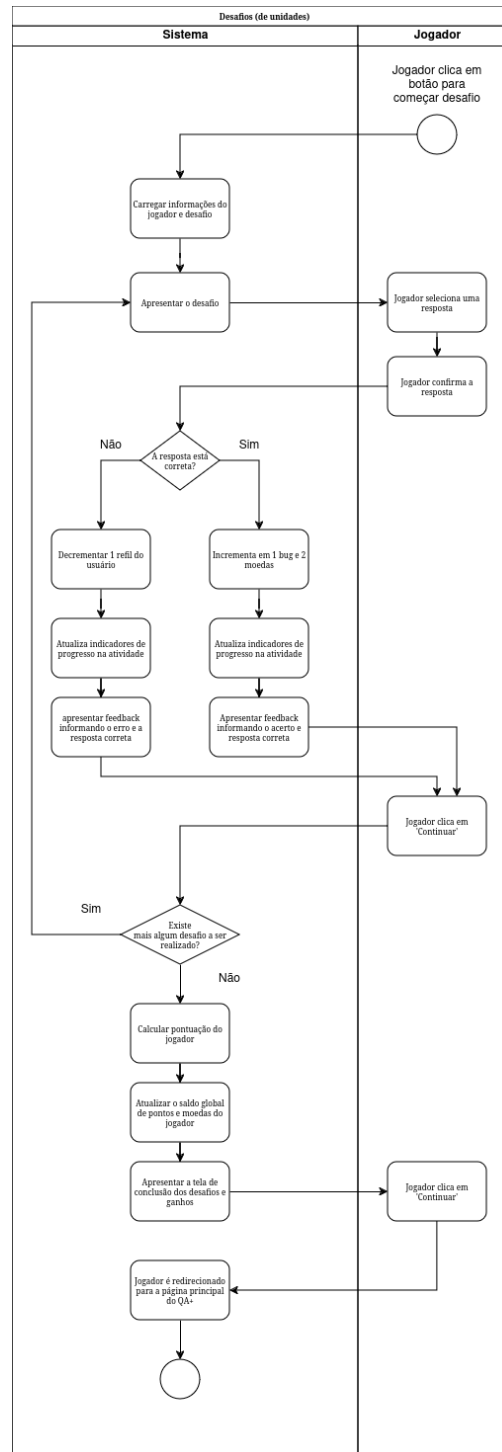 Desafios (de unidades)
Sistema
Jogador
Jogador clica em
botão para
começar desafio
Carregar informações do
jogador e desafio
Apresentar o desafio
Jogador seleciona uma
resposta
Jogador confirma a
resposta
A resposta está
correta?
Não
Sim
Decrementar 1 refil do
usuário
Incrementa em 1 bug e 2
moedas
Atualiza indicadores de
progresso na atividade
Atualiza indicadores de
progresso na atividade
apresentar feedback
informando o erro e a
resposta correta
Apresentar feedback
informando o acerto e
resposta correta
Jogador clica em
'Continuar'
Existe
mais algum desafio a ser
realizado?
Sim
Não
Calcular pontuação do
jogador
Atualizar o saldo global
de pontos e moedas do
jogador
Apresentar a tela de
conclusão dos desafios e
ganhos
Jogador clica em
'Continuar'
Jogador é redirecionado
para a página principal
do QA+